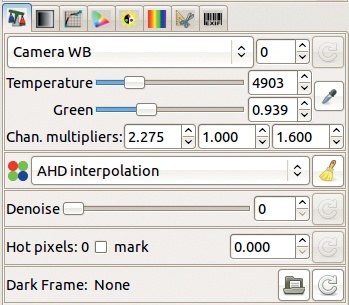 EXIF
Camera WB 0
Temperature 4903
Green 0.939
Chan. multipliers: 2.275 1.000 1.600
AHD interpolation
Denoise 0
Hot pixels: 0 mark 0.000
Dark Frame: None